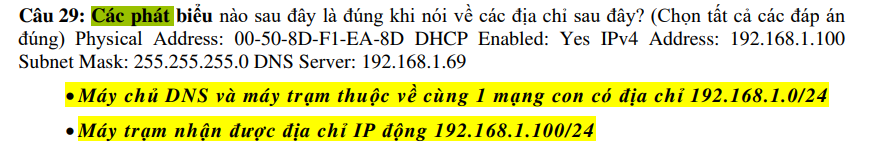 Câu 29: Các phát biểu nào sau đây là đúng khi nói về các địa chỉ sau đây? (Chọn tất cả các đáp án
đúng) Physical Address: 00-50-8D-F1-EA-8D DHCP Enabled: Yes IPv4 Address: 192.168.1.100
Subnet Mask: 255.255.255.0 DNS Server: 192.168.1.69
• Máy chủ DNS và máy trạm thuộc về cùng 1 mạng con có địa chỉ 192.168.1.0/24
• Máy trạm nhận được địa chỉ IP động 192.168.1.100/24